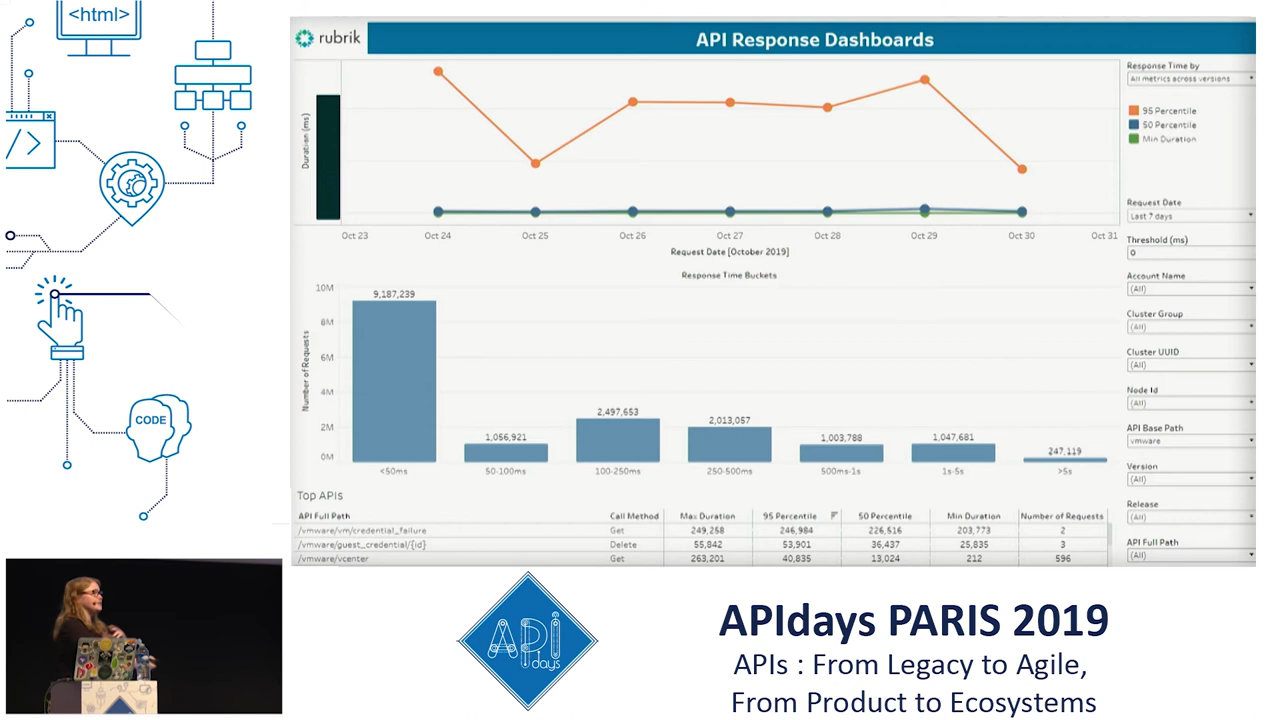 <html>
</>
CODE
rubrik
API Response Dashboards
Duration (ms)
Oct 23 Oct 24 Oct 25 Oct 26 Oct 27 Oct 28 Oct 29 Oct 30 Oct 31
Request Date [October 2019]
Response Time by
All metrics across versions
95 Percentile
50 Percentile
Min Duration
Request Date
Last 7 days
Threshold (ms)
0
Account Name
(All)
Cluster Group
(All)
Cluster UUID
(All)
Node Id
(All)
API Base Path
vmware
Version
(All)
Release
(All)
API Full Path
(All)
Response Time Buckets
Number of Requests
10M
8M
6M
4M
2M
0M
9,187,239
1,056,921
2,497,653
2,013,057
1,003,788
1,047,681
247,119
<50ms 50-100ms 100-250ms 250-500ms 500ms-1s 1s-5s >5s
Top APIs
API Full Path Call Method Max Duration 95 Percentile 50 Percentile Min Duration Number of Requests
/vmware/vm/credential_failure Get 249,258 246,984 226,516 203,773 2
/vmware/guest_credential/{id} Delete 55,842 53,901 36,437 25,835 3
/vmware/vcenter Get 263,201 40,835 13,024 212 596
API
days
APIdays PARIS 2019
APIs : From Legacy to Agile,
From Product to Ecosystems